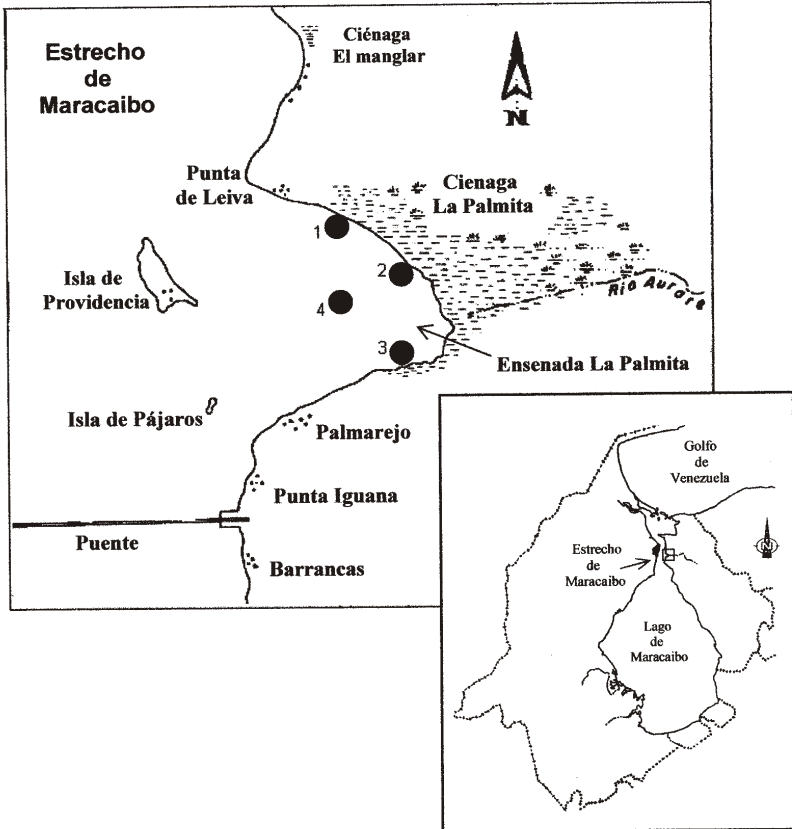 Estrecho
de
Maracaibo
Ciénaga
El manglar
N
Punta
de Leiva
Cienaga
La Palmita
1
2
Isla de
Providencia
4
Rio Aurare
3
Ensenada La Palmita
Isla de Pájaros
Palmarejo
Punta Iguana
Puente
Barrancas
Golfo
de
Venezuela
N
Estrecho
de
Maracaibo
Lago
de
Maracaibo